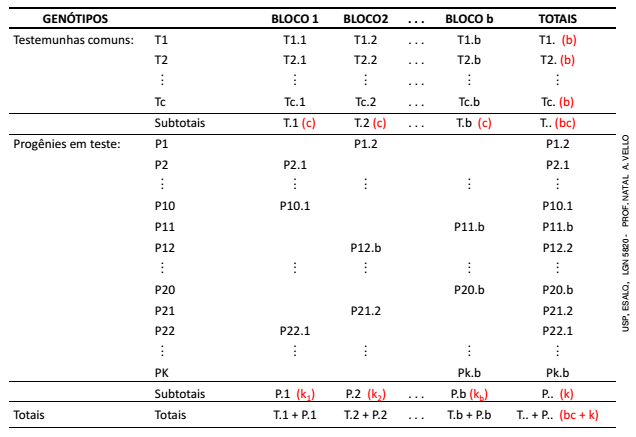 GENÓTIPOS BLOCO 1 BLOCO2 ... BLOCO b TOTAIS
Testemunhas comuns: T1 T1.1 T1.2 ... T1.b T1. (b)
T2 T2.1 T2.2 ... T2.b T2. (b)
⋮ ⋮ ⋮ ... ⋮ ⋮
Tc Tc.1 Tc.2 ... Tc.b Tc. (b)
Subtotais T.1 (c) T.2 (c) ... T.b (c) T.. (bc)
Progênies em teste: P1 P1.2 P1.2
P2 P2.1 P2.1
⋮ ⋮ ⋮ ⋮ ⋮
P10 P10.1 P10.1
P11 P11.b P11.b
P12 P12.b P12.2
⋮ ⋮ ⋮ ⋮ ⋮
P20 P20.b P20.b
P21 P21.2 P21.2
P22 P22.1 P22.1
⋮ ⋮ ⋮ ⋮ ⋮
PK Pk.b Pk.b
Subtotais P.1 (k₁) P.2 (k₂) ... P.b (k_b) P.. (k)
Totais Totais T.1 + P.1 T.2 + P.2 ... T.b + P.b T.. + P.. (bc + k)
USP, ESALQ, LGN 5820 - PROF. NATAL A. VELLO